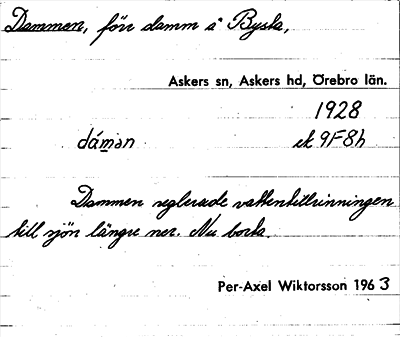 Dammen, förr damm i Bysta,
Askers sn, Askers hd, Örebro län.
1928
dám̲ən ek 9F8h
Dammen reglerade vattentillrinningen
till sjön längre ner. Nu borta.
Per-Axel Wiktorsson 1963